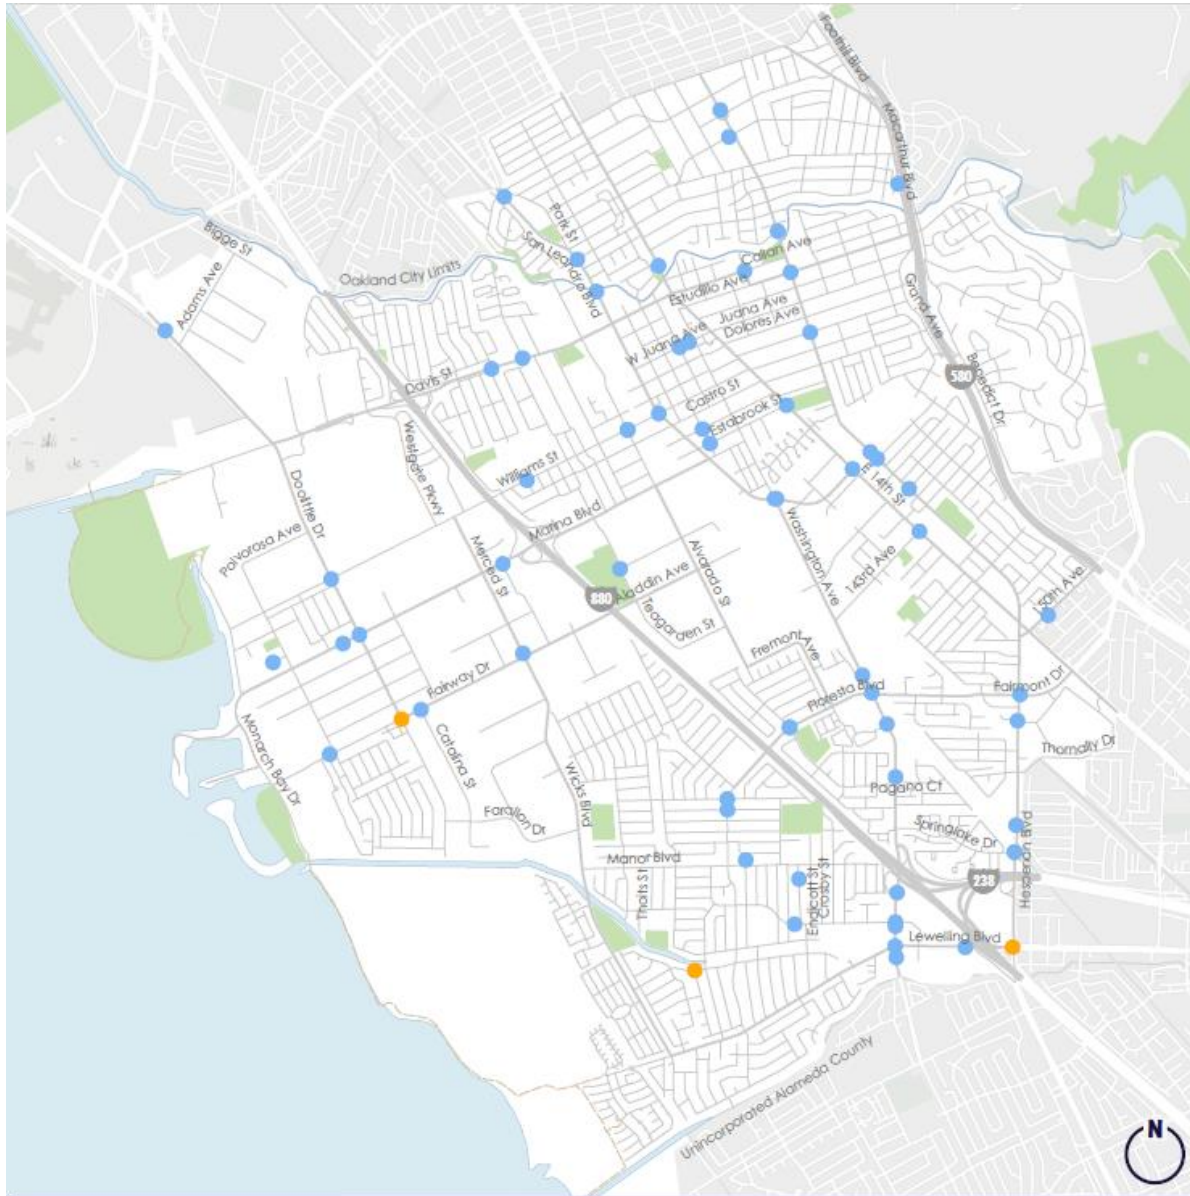 Foothill Blvd
Macarthur Blvd
Bigge St
Park St
San Leandro Blvd
Callan Ave
Oakland City Limits
Adams Ave
Estudillo Ave
Grand Ave
Juana Ave
Dolores Ave
W Juana Ave
580
Benedict Dr
Davis St
Castro St
Estabrook St
Westgate Pkwy
Williams St
E 14th St
Doolittle Dr
Marina Blvd
Washington Ave
Polvorosa Ave
Merced St
Alvarado St
143rd Ave
Aladdin Ave
880
150th Ave
Teagarden St
Fremont Ave
Fairway Dr
Floresta Blvd
Fairmont Dr
Monarch Bay Dr
Catalina St
Thornally Dr
Wicks Blvd
Pagano Ct
Farallon Dr
Springlake Dr
Hesperian Blvd
Manor Blvd
238
Thaits St
Endicott St
Crosby St
Lewelling Blvd
Unincorporated Alameda County
N